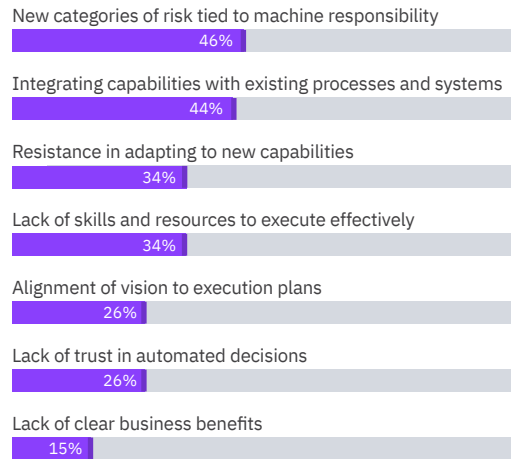 New categories of risk tied to machine responsibility
46%
Integrating capabilities with existing processes and systems
44%
Resistance in adapting to new capabilities
34%
Lack of skills and resources to execute effectively
34%
Alignment of vision to execution plans
26%
Lack of trust in automated decisions
26%
Lack of clear business benefits
15%